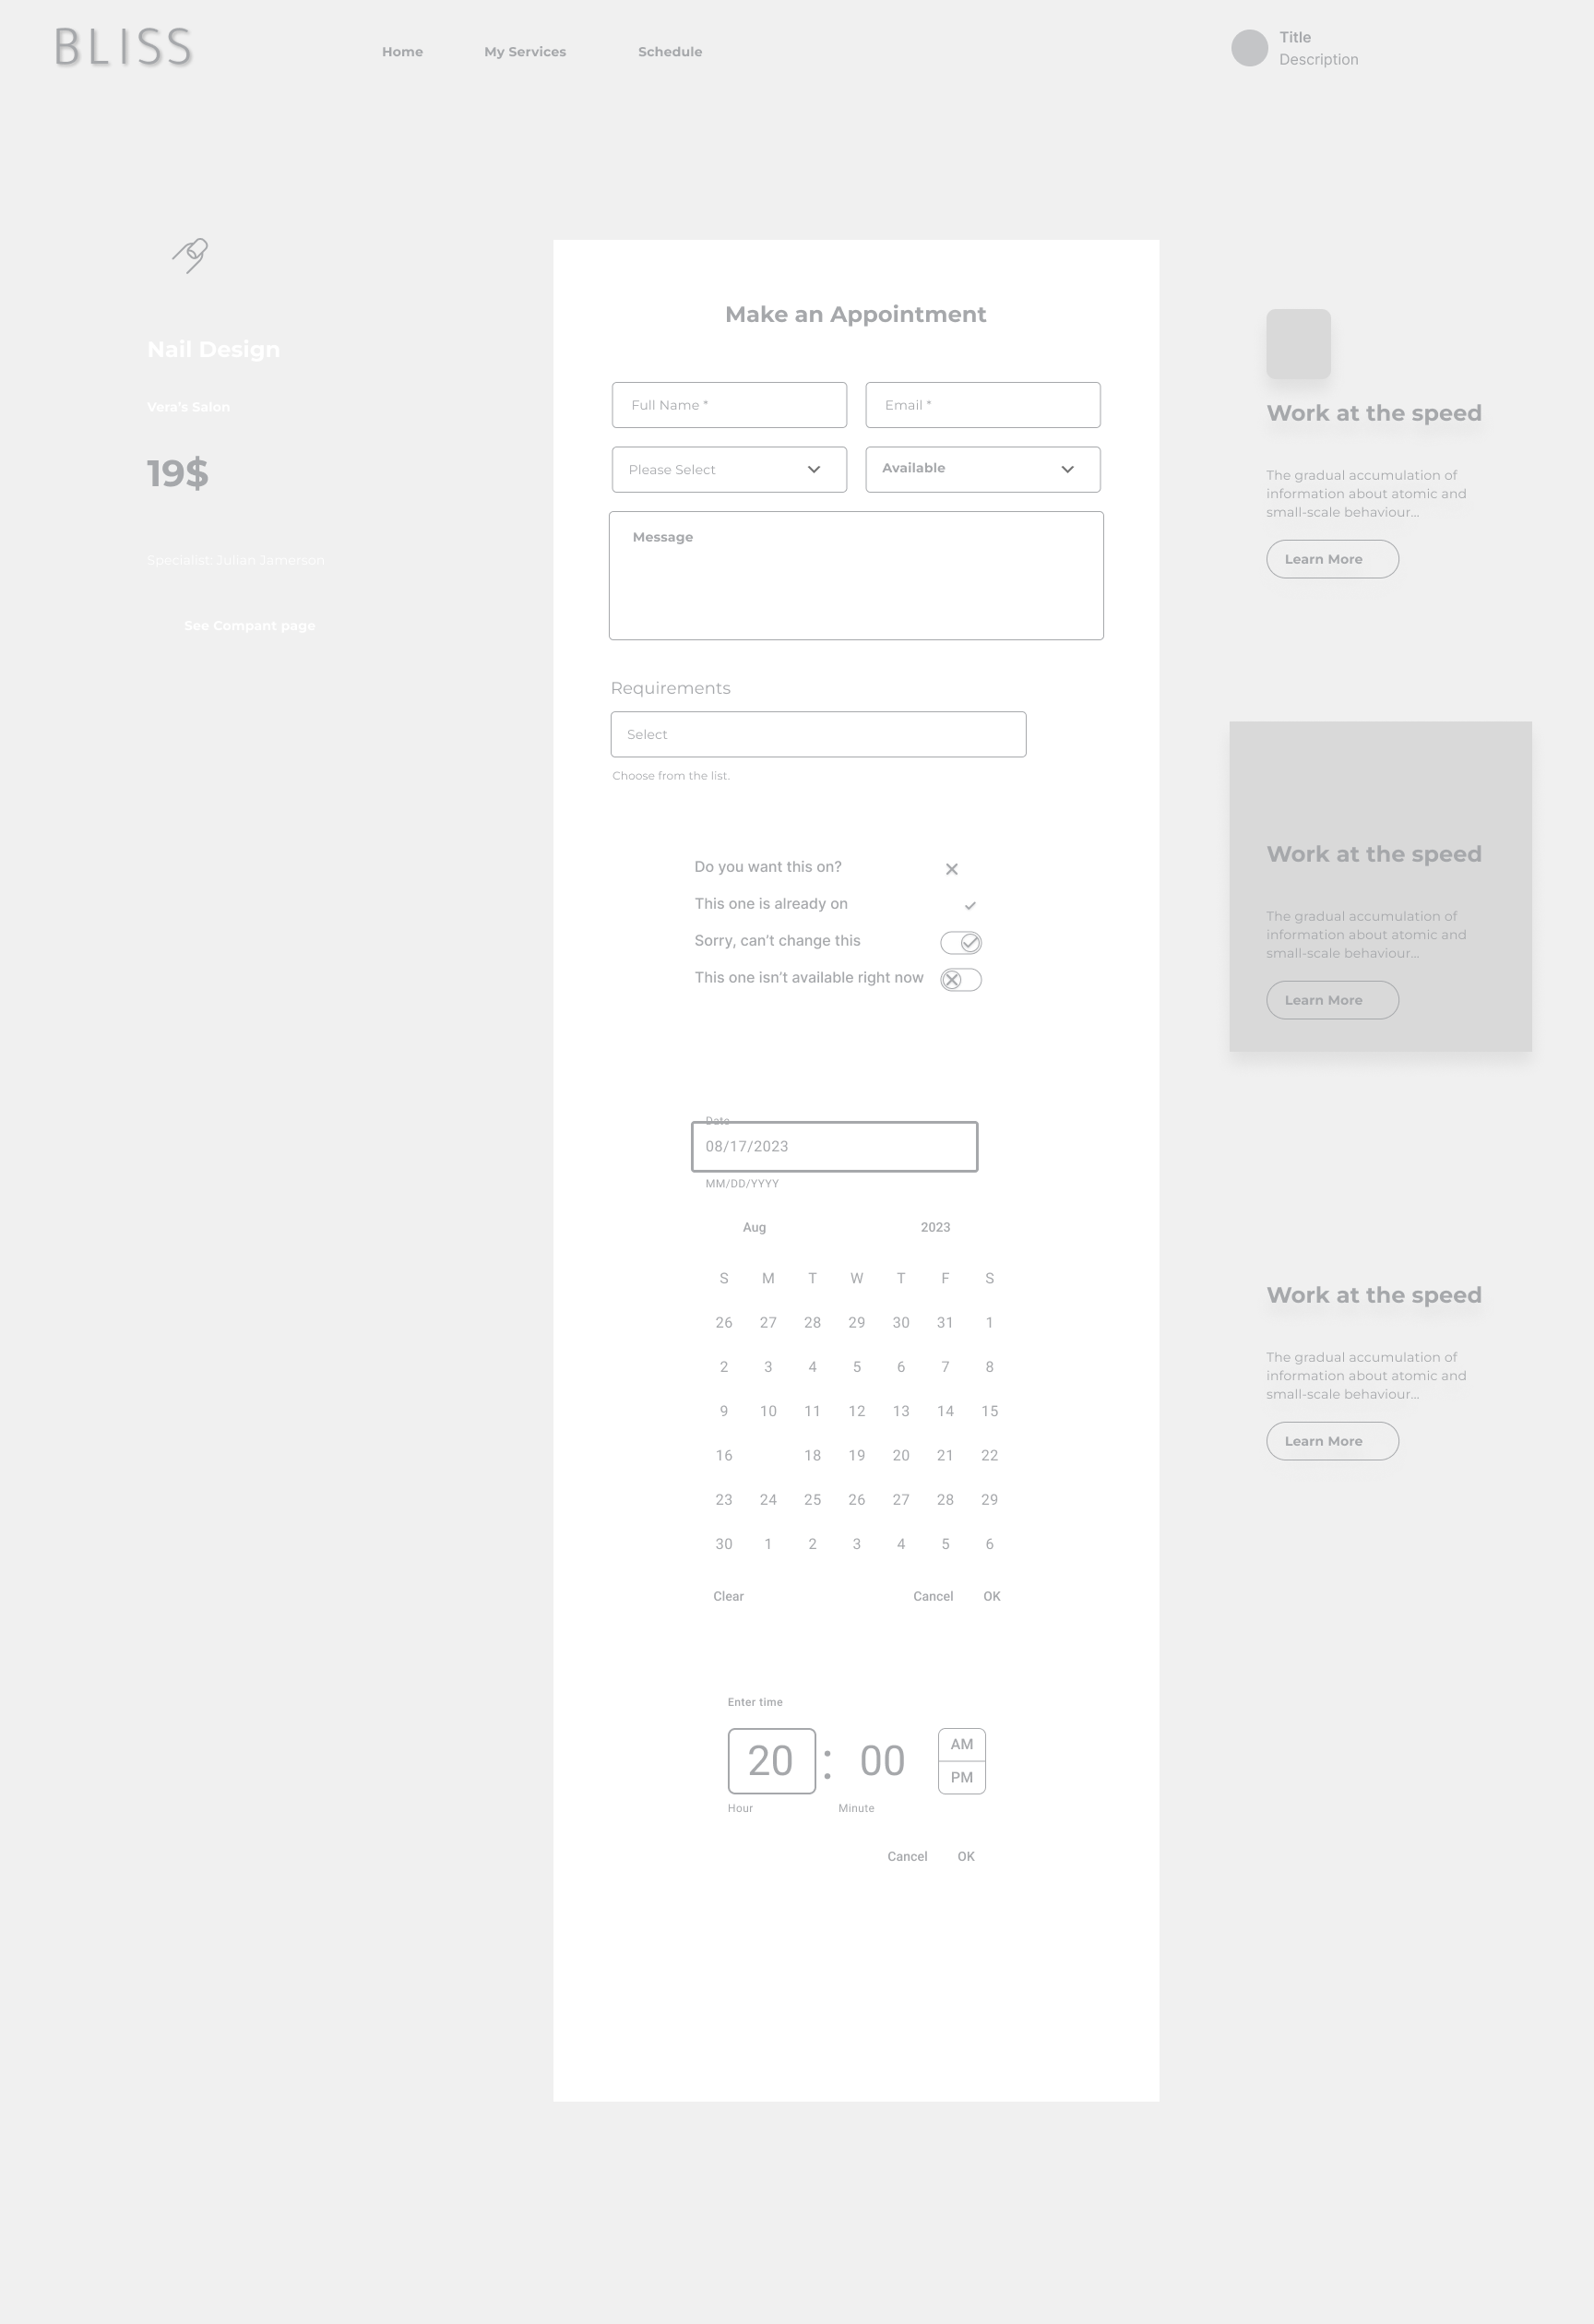 BLISS
Home
My Services
Schedule
Title
Description
Nail Design
Vera's Salon
19$
Specialist: Julian Jamerson
See Compant page
Make an Appointment
Full Name *
Email *
Please Select
Available
Message
Requirements
Select
Choose from the list.
Do you want this on?
This one is already on
Sorry, can't change this
This one isn't available right now
Date
08/17/2023
MM/DD/YYYY
Aug
2023
S M T W T F S
26 27 28 29 30 31 1
2 3 4 5 6 7 8
9 10 11 12 13 14 15
16 18 19 20 21 22
23 24 25 26 27 28 29
30 1 2 3 4 5 6
Clear
Cancel
OK
Enter time
20 : 00
AM
PM
Hour
Minute
Cancel
OK
Work at the speed
The gradual accumulation of
information about atomic and
small-scale behaviour...
Learn More
Work at the speed
The gradual accumulation of
information about atomic and
small-scale behaviour...
Learn More
Work at the speed
The gradual accumulation of
information about atomic and
small-scale behaviour...
Learn More